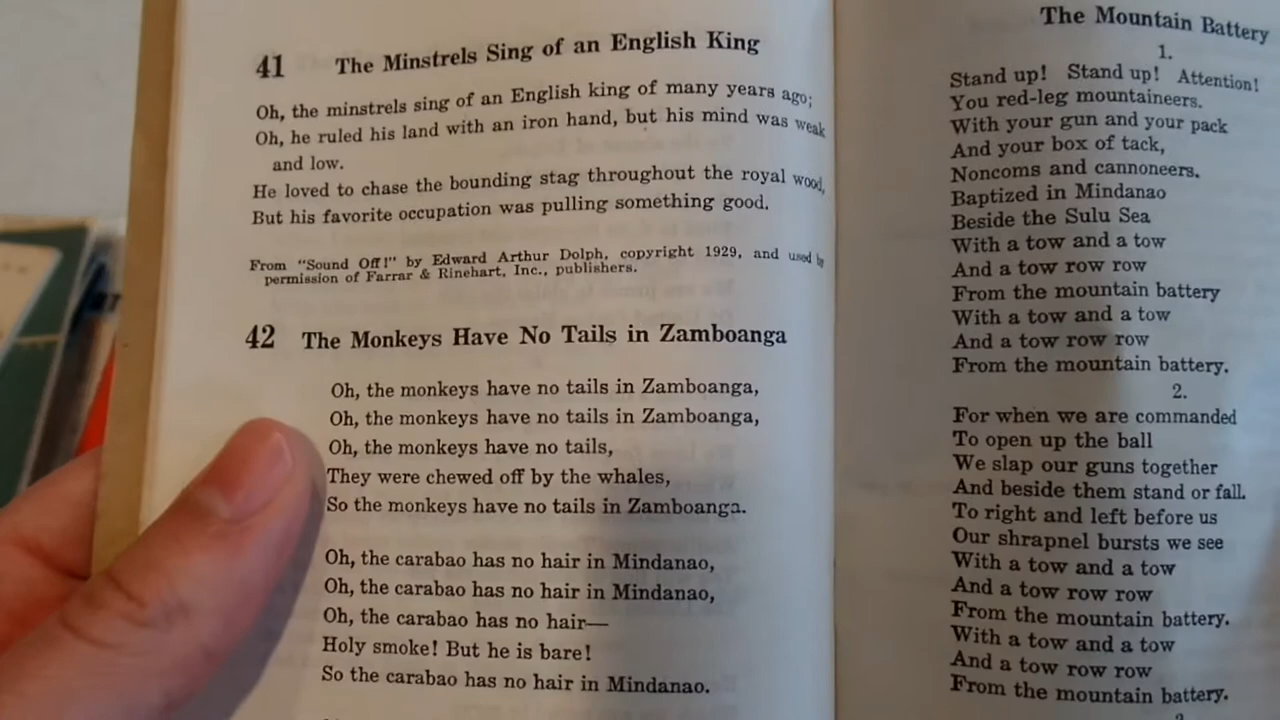 41 The Minstrels Sing of an English King
Oh, the minstrels sing of an English king of many years ago;
Oh, he ruled his land with an iron hand, but his mind was weak
and low.
He loved to chase the bounding stag throughout the royal wood,
But his favorite occupation was pulling something good.
From "Sound Off!" by Edward Arthur Dolph, copyright 1929, and used by
permission of Farrar & Rinehart, Inc., publishers.
42 The Monkeys Have No Tails in Zamboanga
Oh, the monkeys have no tails in Zamboanga,
Oh, the monkeys have no tails in Zamboanga,
Oh, the monkeys have no tails,
They were chewed off by the whales,
So the monkeys have no tails in Zamboanga.
Oh, the carabao has no hair in Mindanao,
Oh, the carabao has no hair in Mindanao,
Oh, the carabao has no hair—
Holy smoke! But he is bare!
So the carabao has no hair in Mindanao.
The Mountain Battery
1.
Stand up! Stand up! Attention!
You red-leg mountaineers.
With your gun and your pack
And your box of tack,
Noncoms and cannoneers.
Baptized in Mindanao
Beside the Sulu Sea
With a tow and a tow
And a tow row row
From the mountain battery
With a tow and a tow
And a tow row row
From the mountain battery.
2.
For when we are commanded
To open up the ball
We slap our guns together
And beside them stand or fall.
To right and left before us
Our shrapnel bursts we see
With a tow and a tow
And a tow row row
From the mountain battery.
With a tow and a tow
And a tow row row
From the mountain battery.